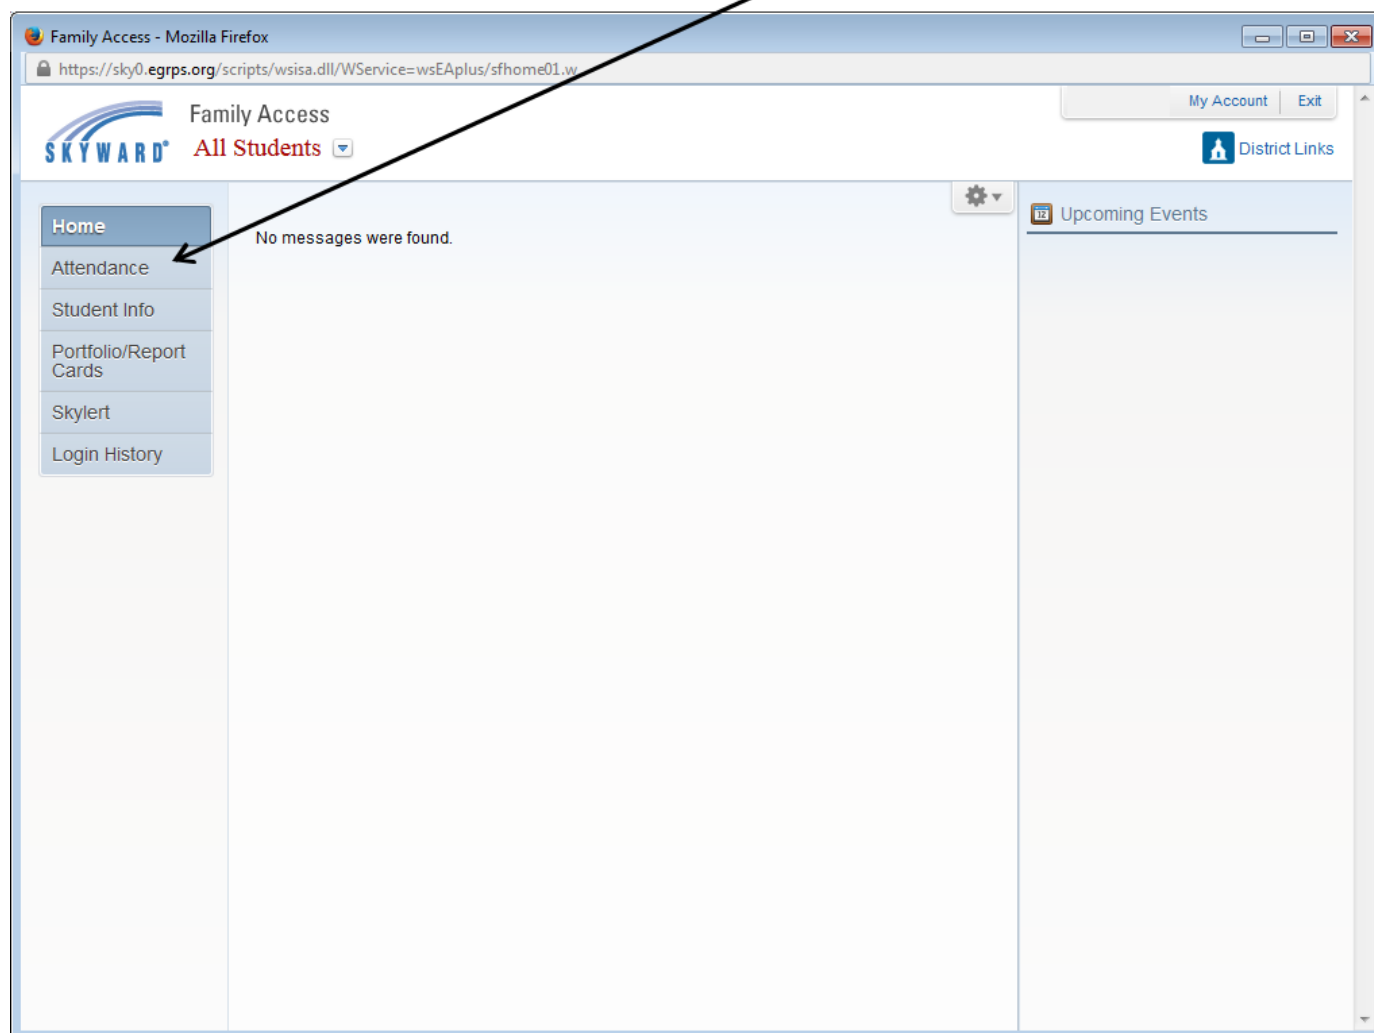 Family Access - Mozilla Firefox
https://sky0.egrps.org/scripts/wsisa.dll/WService=wsEAplus/sfhome01.w
My Account
Exit
SKYWARD®
Family Access
All Students
District Links
Home
Attendance
Student Info
Portfolio/Report
Cards
Skylert
Login History
No messages were found.
12
Upcoming Events